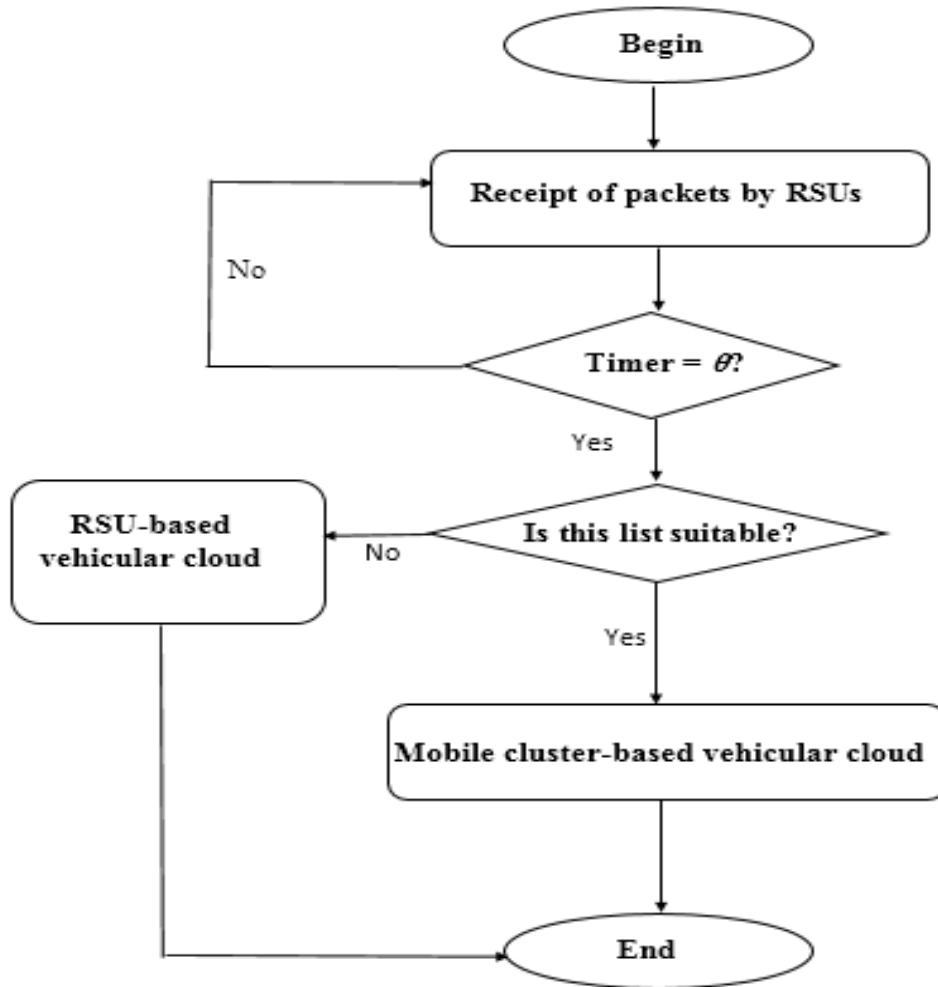 Begin
Receipt of packets by RSUs
No
Timer = θ?
Yes
RSU-based
vehicular cloud
Is this list suitable?
No
Yes
Mobile cluster-based vehicular cloud
End